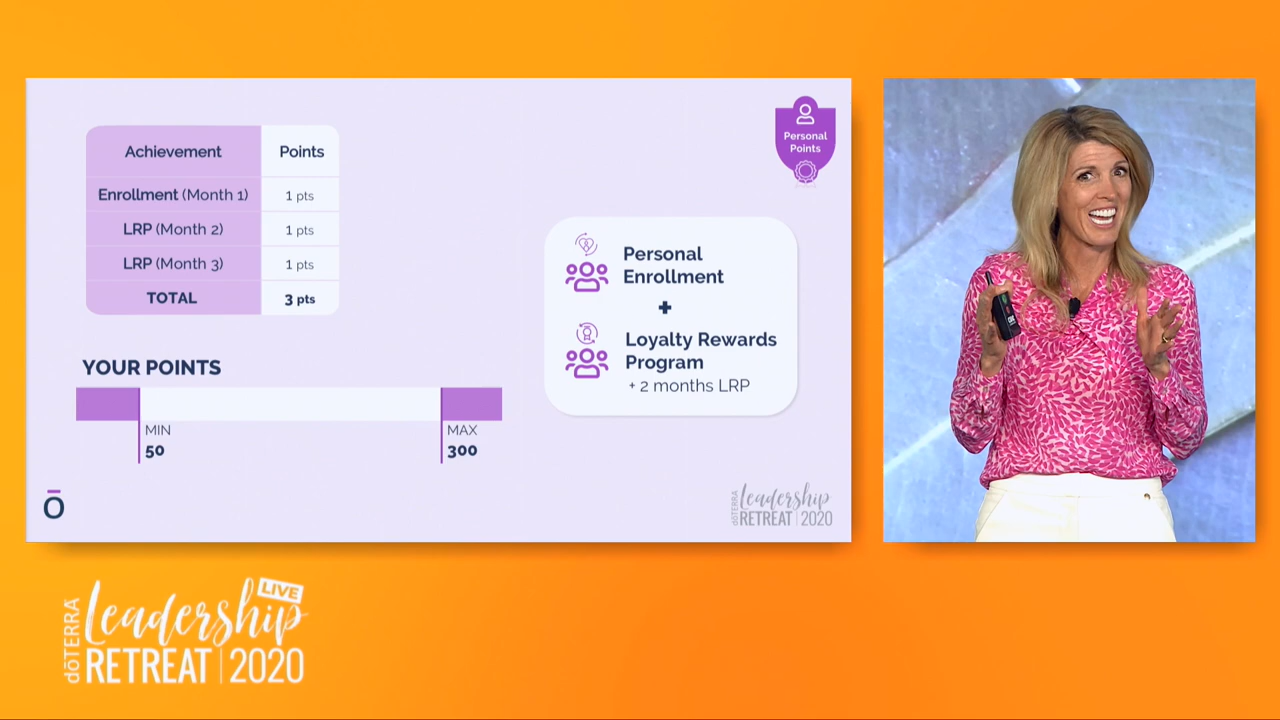 Achievement Points
Enrollment (Month 1) 1 pts
LRP (Month 2) 1 pts
LRP (Month 3) 1 pts
TOTAL 3 pts
YOUR POINTS
MIN
50
MAX
300
Personal
Points
Personal
Enrollment
+
Loyalty Rewards
Program
+ 2 months LRP
ō
dōTERRA
Leadership
RETREAT | 2020
LIVE
dōTERRA
Leadership
RETREAT | 2020